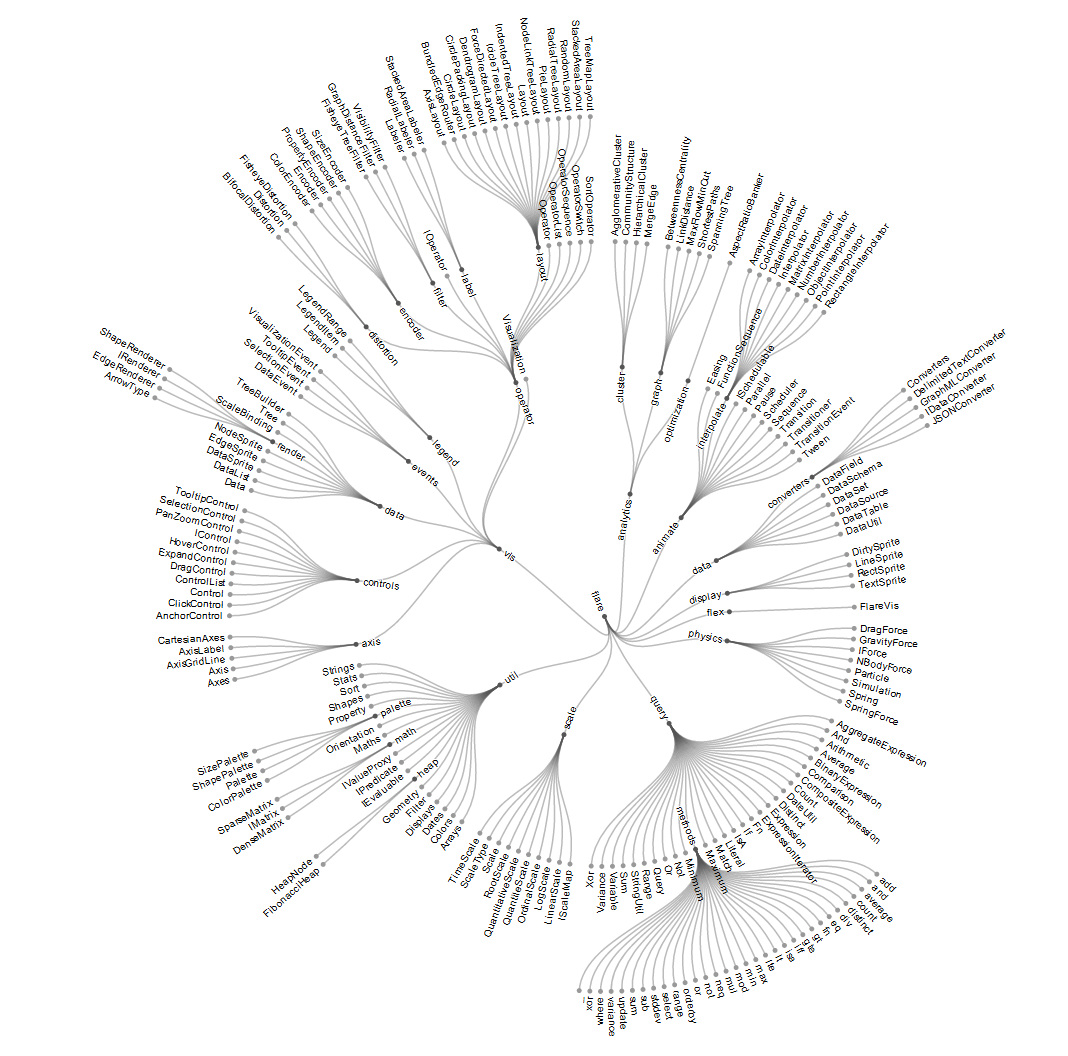 flare
analytics
cluster
AgglomerativeCluster
CommunityStructure
HierarchicalCluster
MergeEdge
graph
BetweennessCentrality
LinkDistance
MaxFlowMinCut
ShortestPaths
SpanningTree
optimization
AspectRatioBanker
animate
Easing
FunctionSequence
interpolate
ArrayInterpolator
ColorInterpolator
DateInterpolator
Interpolator
MatrixInterpolator
NumberInterpolator
ObjectInterpolator
PointInterpolator
RectangleInterpolator
ISchedulable
Parallel
Pause
Scheduler
Sequence
Transition
Transitioner
TransitionEvent
Tween
data
converters
Converters
DelimitedTextConverter
GraphMLConverter
IDataConverter
JSONConverter
DataField
DataSchema
DataSet
DataSource
DataTable
DataUtil
display
DirtySprite
LineSprite
RectSprite
TextSprite
flex
FlareVis
physics
DragForce
GravityForce
IForce
NBodyForce
Particle
Simulation
Spring
SpringForce
query
AggregateExpression
And
Arithmetic
Average
BinaryExpression
Comparison
CompositeExpression
Count
DateUtil
Distinct
Expression
ExpressionIterator
Fn
If
IsA
Literal
Match
Maximum
methods
add
and
average
count
distinct
div
eq
fn
gt
gte
iff
isa
lt
lte
max
min
mod
mul
neq
not
or
orderby
range
select
stddev
sub
sum
update
variance
where
xor
_
Minimum
Not
Or
Query
Range
StringUtil
Sum
Variable
Variance
Xor
scale
IScaleMap
LinearScale
LogScale
OrdinalScale
QuantileScale
QuantitativeScale
RootScale
Scale
ScaleType
TimeScale
util
Arrays
Colors
Dates
Displays
Filter
Geometry
heap
FibonacciHeap
HeapNode
IEvaluable
IPredicate
IValueProxy
math
DenseMatrix
IMatrix
SparseMatrix
Maths
Orientation
palette
ColorPalette
Palette
ShapePalette
SizePalette
Property
Shapes
Sort
Stats
Strings
vis
axis
Axes
Axis
AxisGridLine
AxisLabel
CartesianAxes
controls
AnchorControl
ClickControl
Control
ControlList
DragControl
ExpandControl
HoverControl
IControl
PanZoomControl
SelectionControl
TooltipControl
data
Data
DataList
DataSprite
EdgeSprite
NodeSprite
render
ArrowType
EdgeRenderer
IRenderer
ShapeRenderer
ScaleBinding
Tree
TreeBuilder
events
DataEvent
SelectionEvent
TooltipEvent
VisualizationEvent
legend
Legend
LegendItem
LegendRange
operator
distortion
BifocalDistortion
Distortion
FisheyeDistortion
encoder
ColorEncoder
Encoder
PropertyEncoder
ShapeEncoder
SizeEncoder
filter
FisheyeTreeFilter
GraphDistanceFilter
VisibilityFilter
IOperator
label
Labeler
RadialLabeler
StackedAreaLabeler
layout
AxisLayout
BundledEdgeRouter
CircleLayout
CirclePackingLayout
DendrogramLayout
ForceDirectedLayout
IcicleTreeLayout
IndentedTreeLayout
Layout
NodeLinkTreeLayout
PieLayout
RadialTreeLayout
RandomLayout
StackedAreaLayout
TreeMapLayout
Operator
OperatorList
OperatorSequence
OperatorSwitch
SortOperator
Visualization